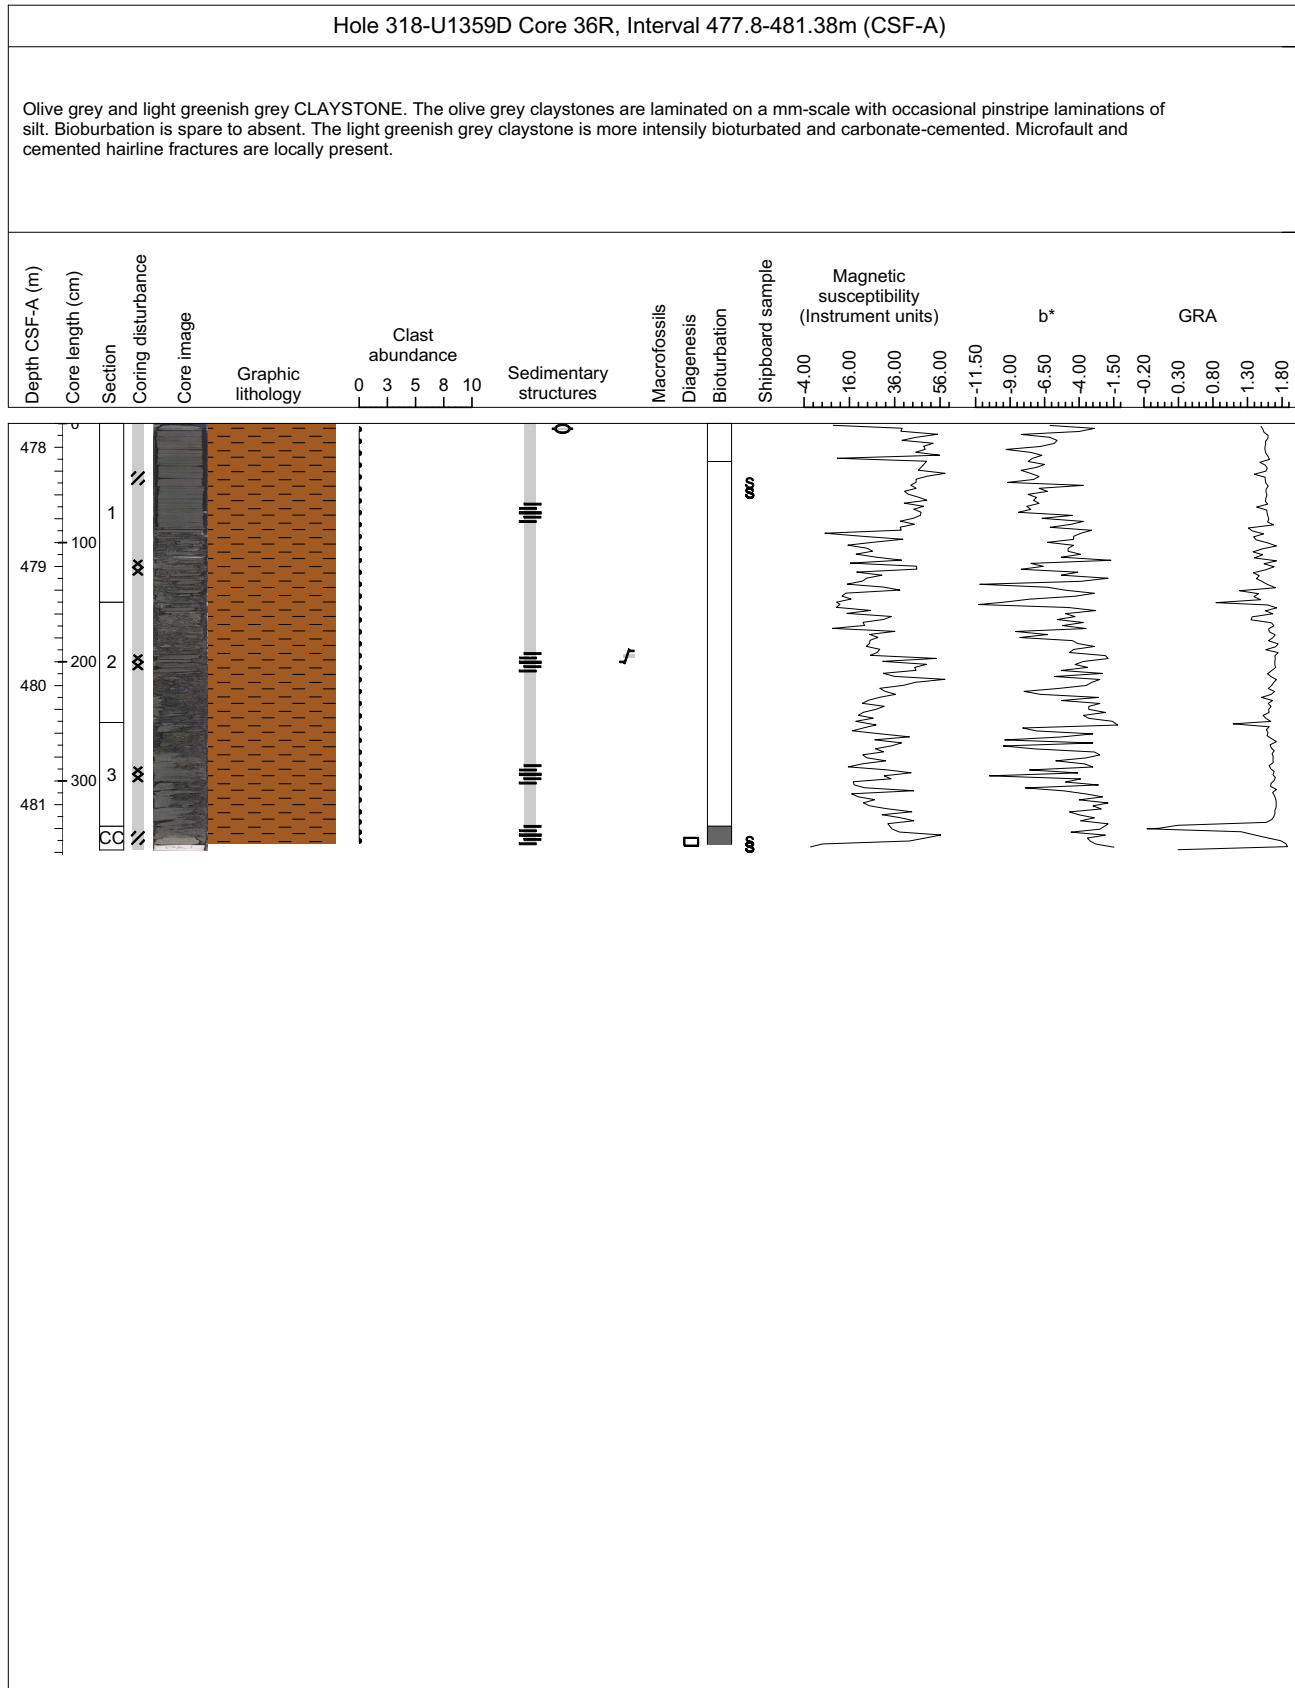 Hole 318-U1359D Core 36R, Interval 477.8-481.38m (CSF-A)
Olive grey and light greenish grey CLAYSTONE. The olive grey claystones are laminated on a mm-scale with occasional pinstripe laminations of
silt. Bioburbation is spare to absent. The light greenish grey claystone is more intensily bioturbated and carbonate-cemented. Microfault and
cemented hairline fractures are locally present.
Depth CSF-A (m)
Core length (cm)
Section
Coring disturbance
Core image
Graphic
lithology
Clast
abundance
0 3 5 8 10
Sedimentary
structures
Macrofossils
Diagenesis
Bioturbation
Shipboard sample
Magnetic
susceptibility
(Instrument units)
-4.00
16.00
36.00
56.00
b*
-11.50
-9.00
-6.50
-4.00
-1.50
GRA
-0.20
0.30
0.80
1.30
1.80
0
478
S
S
1
100
479
2
200
480
3
300
481
CC
S
S